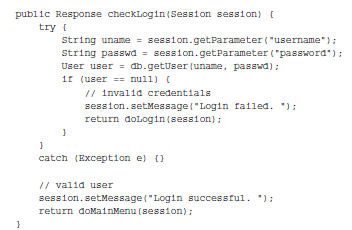 public Response checkLogin(Session session) {
    try {
        String uname = session.getParameter("username");
        String passwd = session.getParameter("password");
        User user = db.getUser(uname, passwd);
        if (user == null) {
            // invalid credentials
            session.setMessage("Login failed. ");
            return doLogin(session);
        }
    }
    catch (Exception e) {}

    // valid user
    session.setMessage("Login successful. ");
    return doMainMenu(session);
}